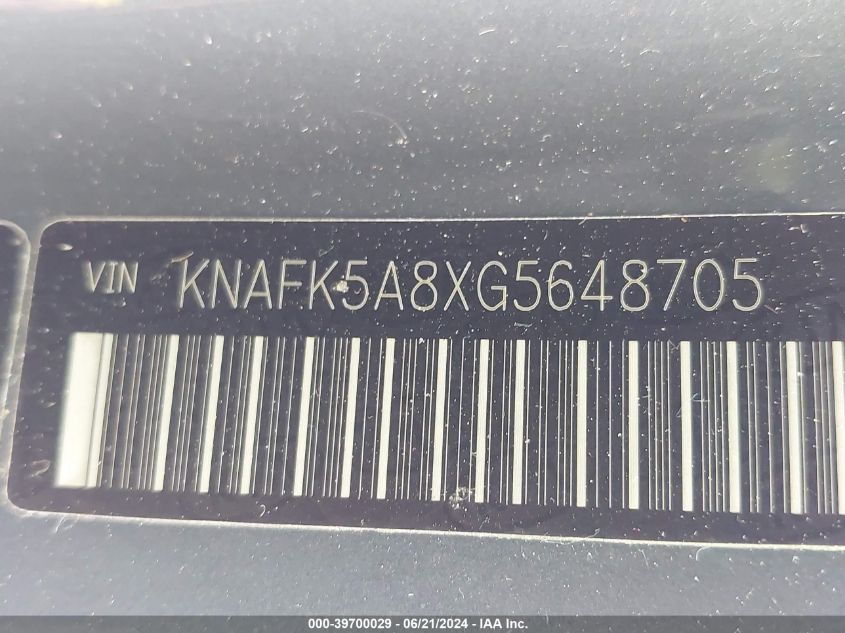 VIN KNAFK5A8XG5648705
000-39700029 - 06/21/2024 - IAA Inc.